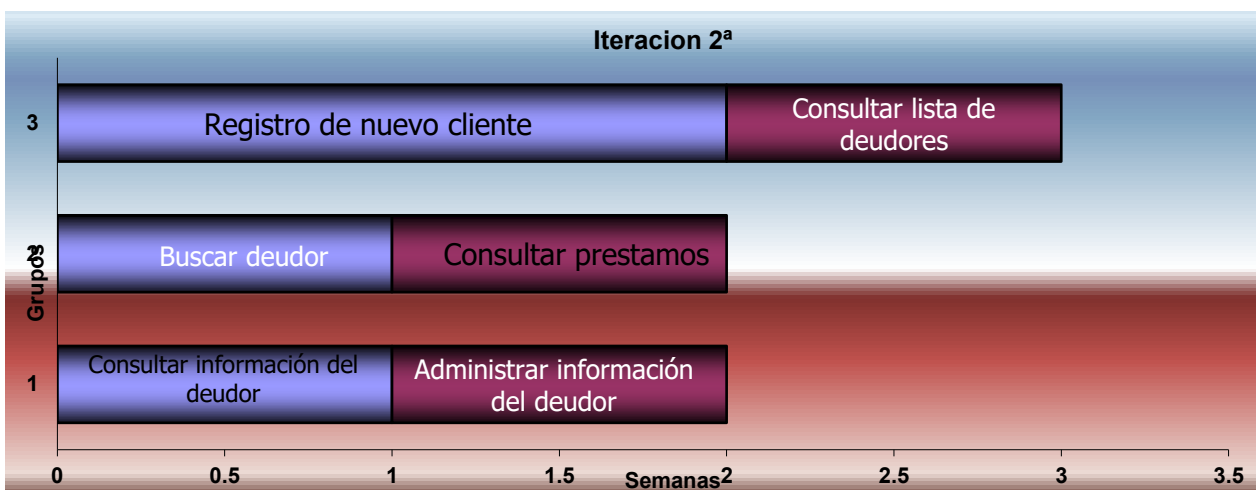 Iteracion 2ª
3
Registro de nuevo cliente
Consultar lista de
deudores
2
Buscar deudor
Consultar prestamos
Grupos
1
Consultar información del
deudor
Administrar información
del deudor
0 0.5 1 1.5 2 2.5 3 3.5
Semanas